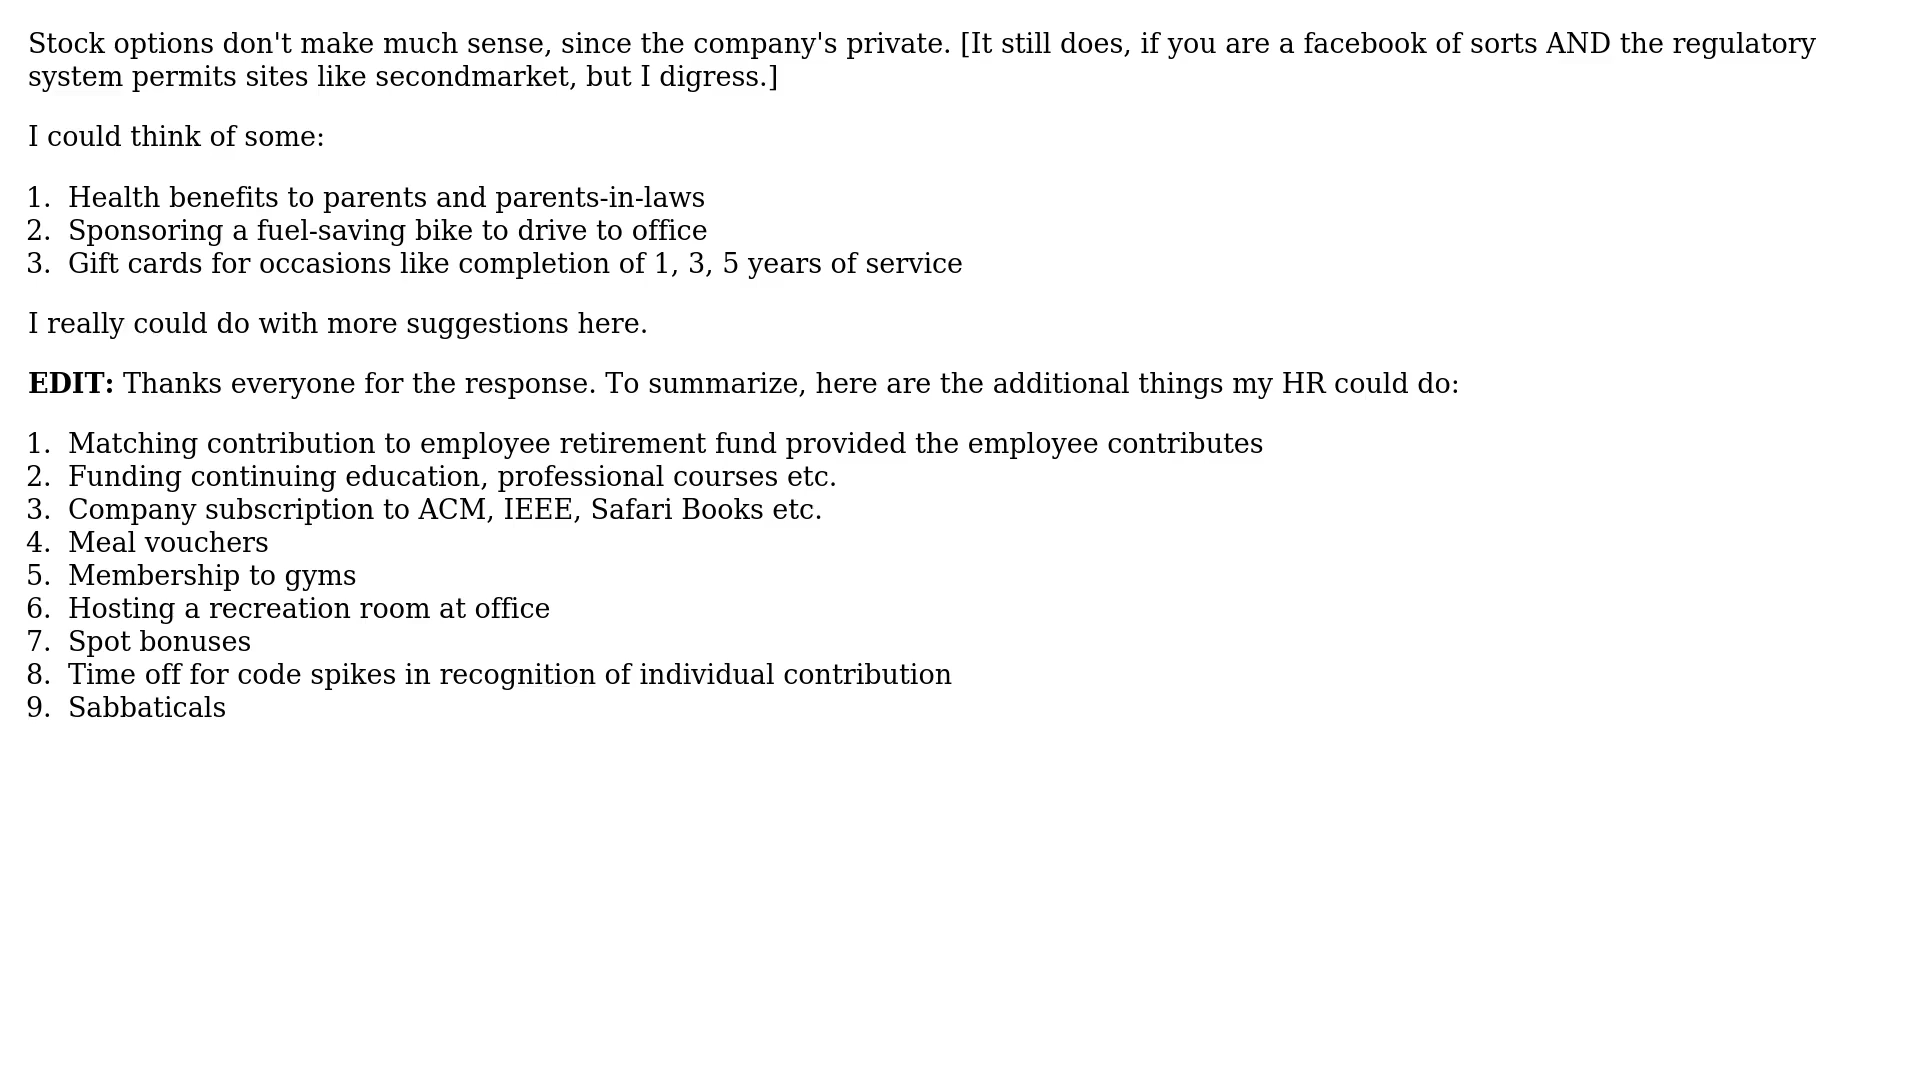 Stock options don't make much sense, since the company's private. [It still does, if you are a facebook of sorts AND the regulatory
system permits sites like secondmarket, but I digress.]
I could think of some:
1. Health benefits to parents and parents-in-laws
2. Sponsoring a fuel-saving bike to drive to office
3. Gift cards for occasions like completion of 1, 3, 5 years of service
I really could do with more suggestions here.
EDIT: Thanks everyone for the response. To summarize, here are the additional things my HR could do:
1. Matching contribution to employee retirement fund provided the employee contributes
2. Funding continuing education, professional courses etc.
3. Company subscription to ACM, IEEE, Safari Books etc.
4. Meal vouchers
5. Membership to gyms
6. Hosting a recreation room at office
7. Spot bonuses
8. Time off for code spikes in recognition of individual contribution
9. Sabbaticals